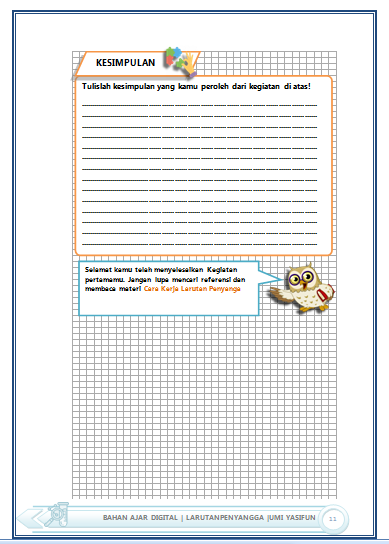 KESIMPULAN
Tulislah kesimpulan yang kamu peroleh dari kegiatan di atas!
Selamat kamu telah menyelesaikan Kegiatan
pertamamu. Jangan lupa mencari referensi dan
membaca materi Cara Kerja Larutan Penyanga
BAHAN AJAR DIGITAL | LARUTANPENYANGGA |UMI YASIFUN
11